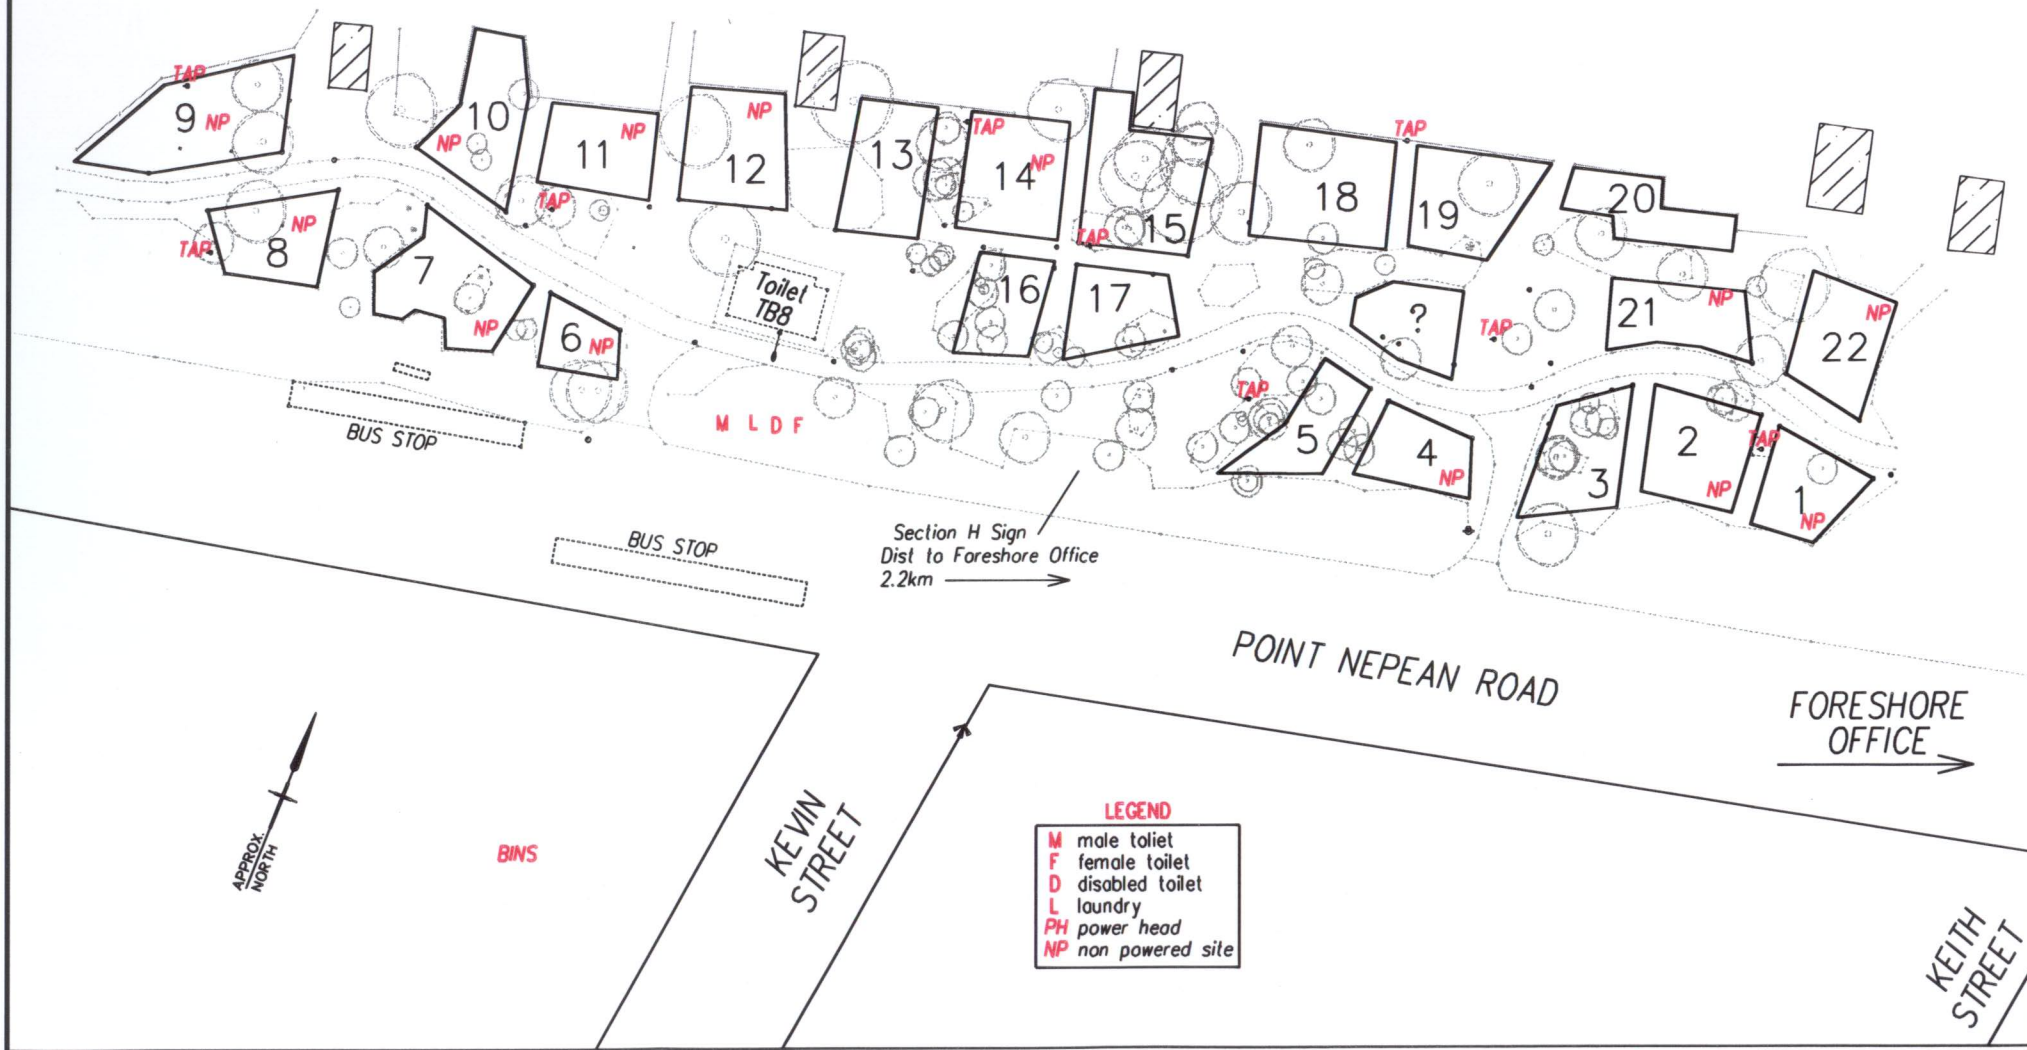 TAP
9 NP
10
NP
11 NP
12 NP
13
TAP
14 NP
15
TAP
18
TAP
19
20
TAP
8 NP
TAP
7
NP
6 NP
Toilet
TB8
16
17
?
TAP
21 NP
22 NP
BUS STOP
M L D F
TAP
5
4
NP
3
2
NP
TAP
1
NP
BUS STOP
Section H Sign
Dist to Foreshore Office
2.2km
POINT NEPEAN ROAD
FORESHORE
OFFICE
APPROX.
NORTH
BINS
KEVIN
STREET
LEGEND
M male toliet
F female toilet
D disabled toilet
L laundry
PH power head
NP non powered site
KEITH
STREET